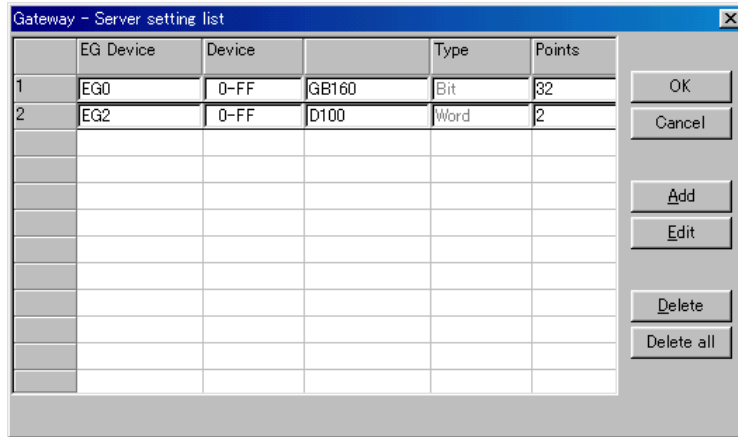 Gateway - Server setting list
EG Device Device Type Points
1 EG0 0-FF GB160 Bit 32
2 EG2 0-FF D100 Word 2
OK
Cancel
Add
Edit
Delete
Delete all